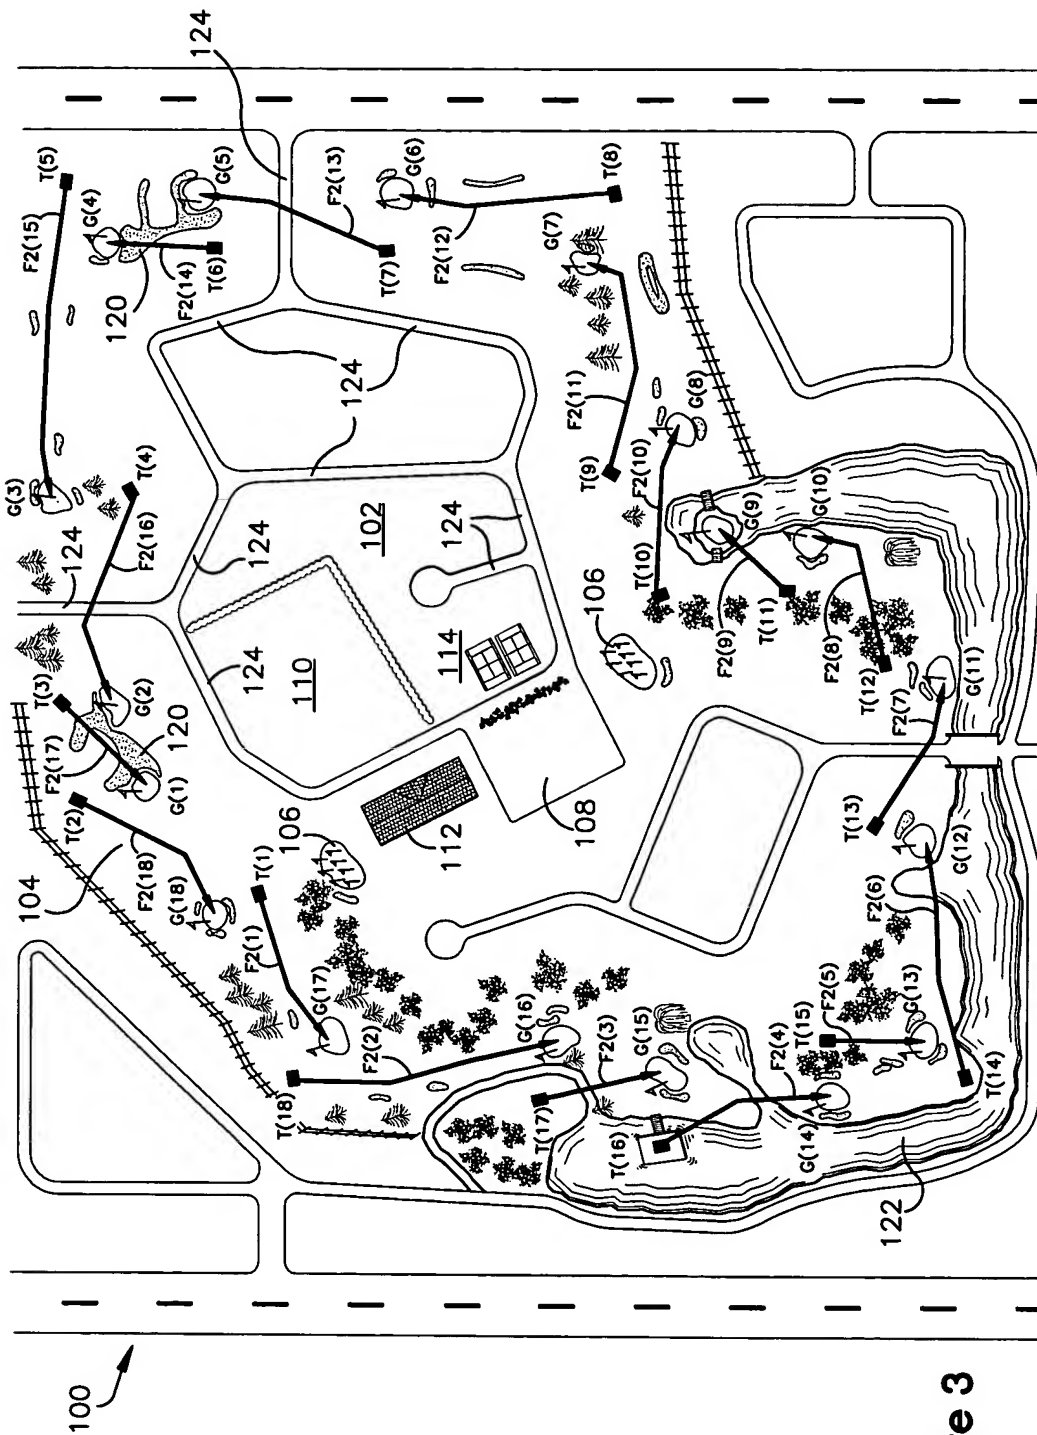 100
104
106
106
108
110
112
114
102
120
120
122
124
124
124
124
124
124
124
T(1)
F2(1)
G(17)
T(18)
F2(2)
G(16)
T(17)
F2(3)
G(15)
T(16)
F2(4)
G(14)
T(15)
F2(5)
G(13)
T(14)
F2(6)
G(12)
T(13)
F2(7)
G(11)
T(12)
F2(8)
G(10)
T(11)
F2(9)
G(9)
T(10)
F2(10)
G(8)
T(9)
F2(11)
G(7)
T(8)
F2(12)
G(6)
T(7)
F2(13)
G(5)
T(6)
F2(14)
G(4)
T(5)
F2(15)
G(3)
T(4)
F2(16)
G(2)
T(3)
F2(17)
G(1)
T(2)
F2(18)
G(18)
e 3